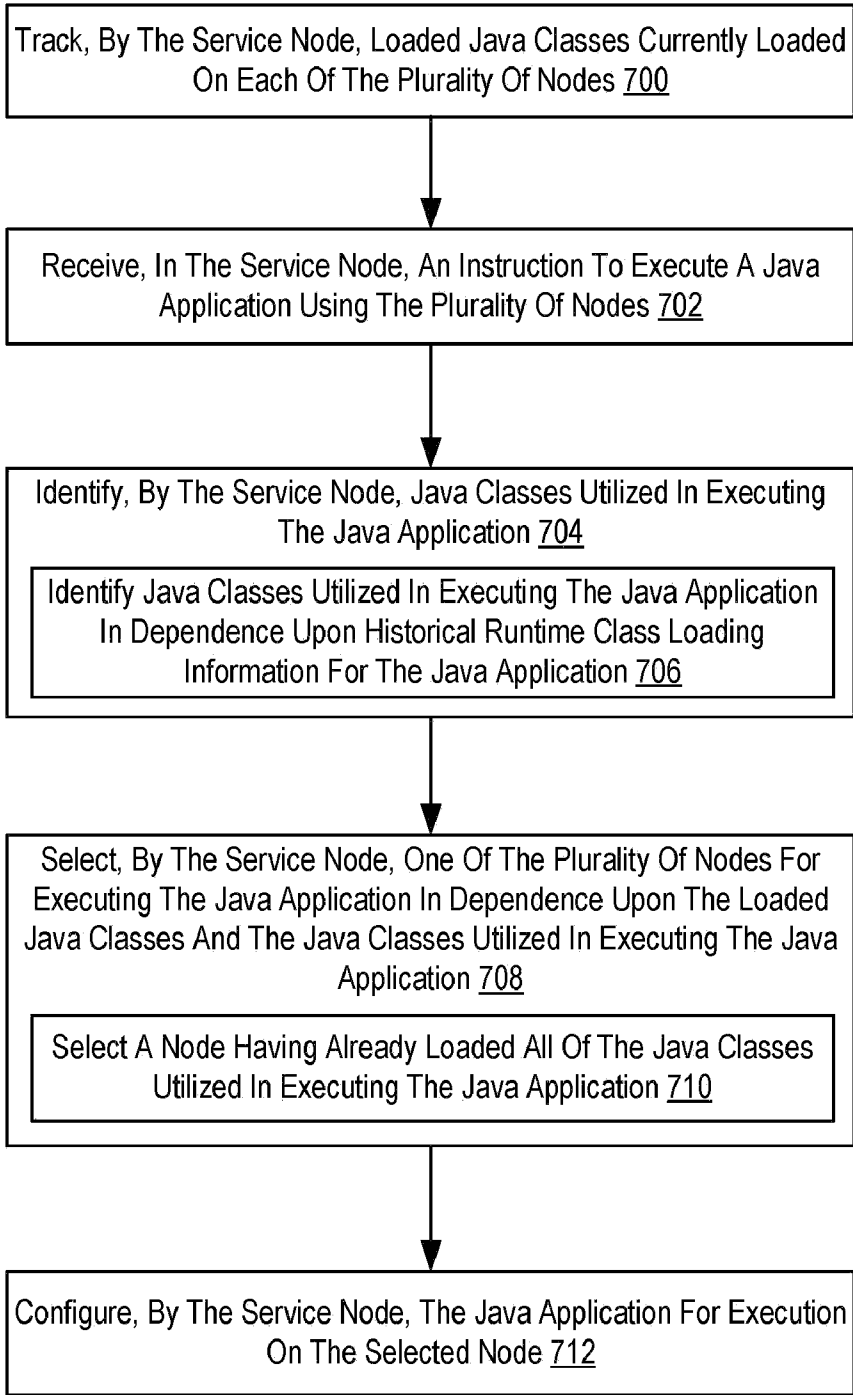 Track, By The Service Node, Loaded Java Classes Currently Loaded
On Each Of The Plurality Of Nodes 700
Receive, In The Service Node, An Instruction To Execute A Java
Application Using The Plurality Of Nodes 702
Identify, By The Service Node, Java Classes Utilized In Executing
The Java Application 704
Identify Java Classes Utilized In Executing The Java Application
In Dependence Upon Historical Runtime Class Loading
Information For The Java Application 706
Select, By The Service Node, One Of The Plurality Of Nodes For
Executing The Java Application In Dependence Upon The Loaded
Java Classes And The Java Classes Utilized In Executing The Java
Application 708
Select A Node Having Already Loaded All Of The Java Classes
Utilized In Executing The Java Application 710
Configure, By The Service Node, The Java Application For Execution
On The Selected Node 712